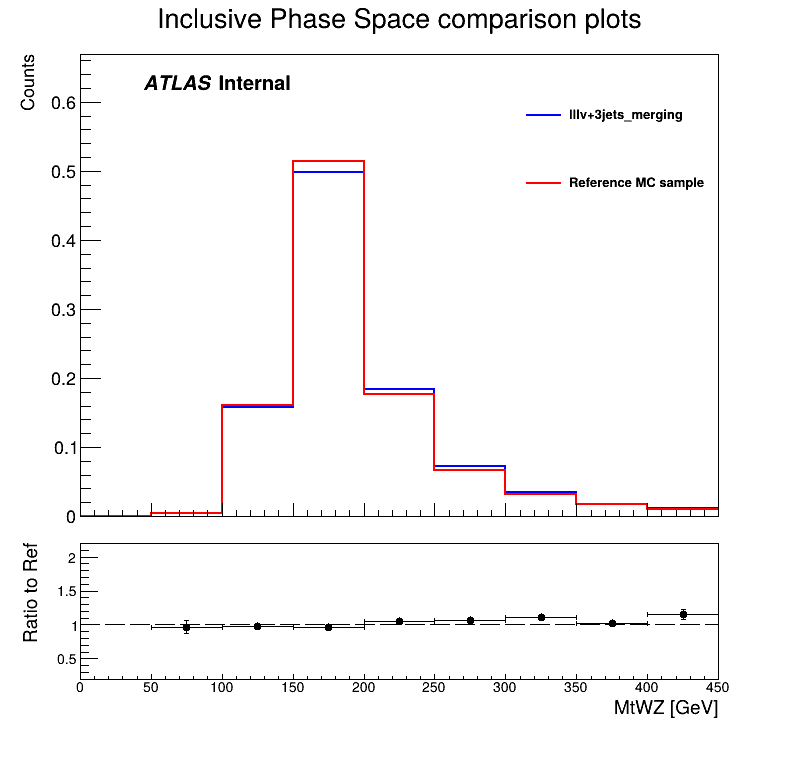 Inclusive Phase Space comparison plots
Counts
ATLAS Internal
lllv+3jets_merging
Reference MC sample
0.6
0.5
0.4
0.3
0.2
0.1
0
Ratio to Ref
2
1.5
1
0.5
0 50 100 150 200 250 300 350 400 450
MtWZ [GeV]